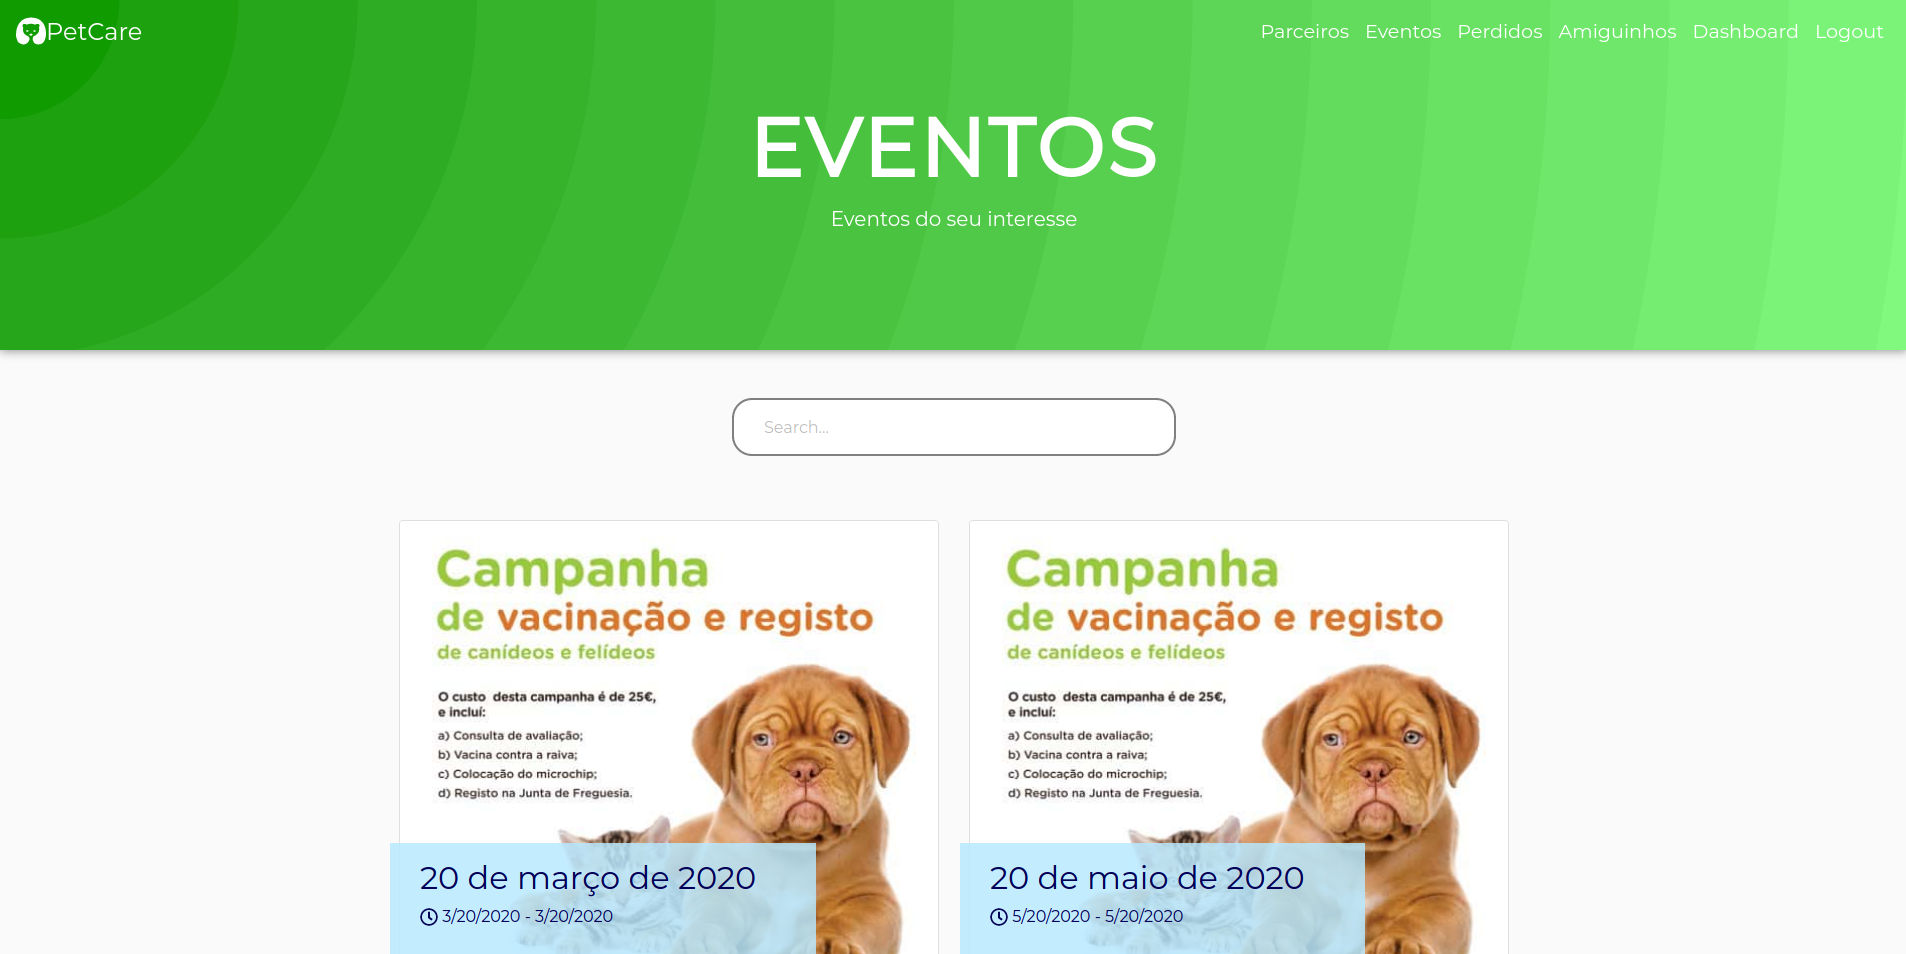 PetCare
Parceiros Eventos Perdidos Amiguinhos Dashboard Logout
EVENTOS
Eventos do seu interesse
Search...
Campanha
de vacinação e registo
de canídeos e felídeos
O custo desta campanha é de 25€,
e incluí:
a) Consulta de avaliação;
b) Vacina contra a raiva;
c) Colocação do microchip;
d) Registo na Junta de Freguesia.
20 de março de 2020
3/20/2020 - 3/20/2020
Campanha
de vacinação e registo
de canídeos e felídeos
O custo desta campanha é de 25€,
e incluí:
a) Consulta de avaliação;
b) Vacina contra a raiva;
c) Colocação do microchip;
d) Registo na Junta de Freguesia.
20 de maio de 2020
5/20/2020 - 5/20/2020